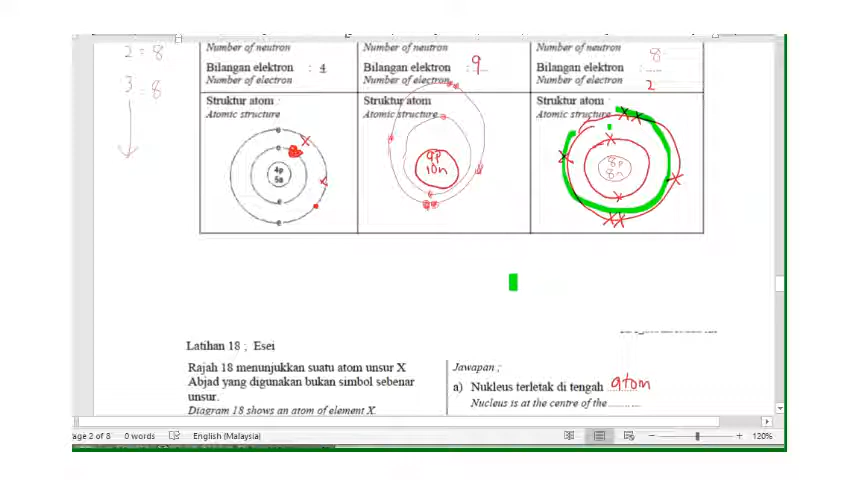 2 = 8
Number of neutron
Number of neutron
Number of neutron
8
Bilangan elektron : 4
Bilangan elektron : 9
Bilangan elektron :
Number of electron
Number of electron
Number of electron
2
3 = 8
Struktur atom :
Atomic structure
Struktur atom
Atomic structure
Struktur atom :
Atomic structure
4p
5n
9p
10n
8p
8n
Latihan 18 ; Esei
Rajah 18 menunjukkan suatu atom unsur X
Abjad yang digunakan bukan simbol sebenar
unsur.
Diagram 18 shows an atom of element X.
Jawapan ;
a) Nukleus terletak di tengah atom
Nucleus is at the centre of the ............
age 2 of 8
0 words
English (Malaysia)
120%